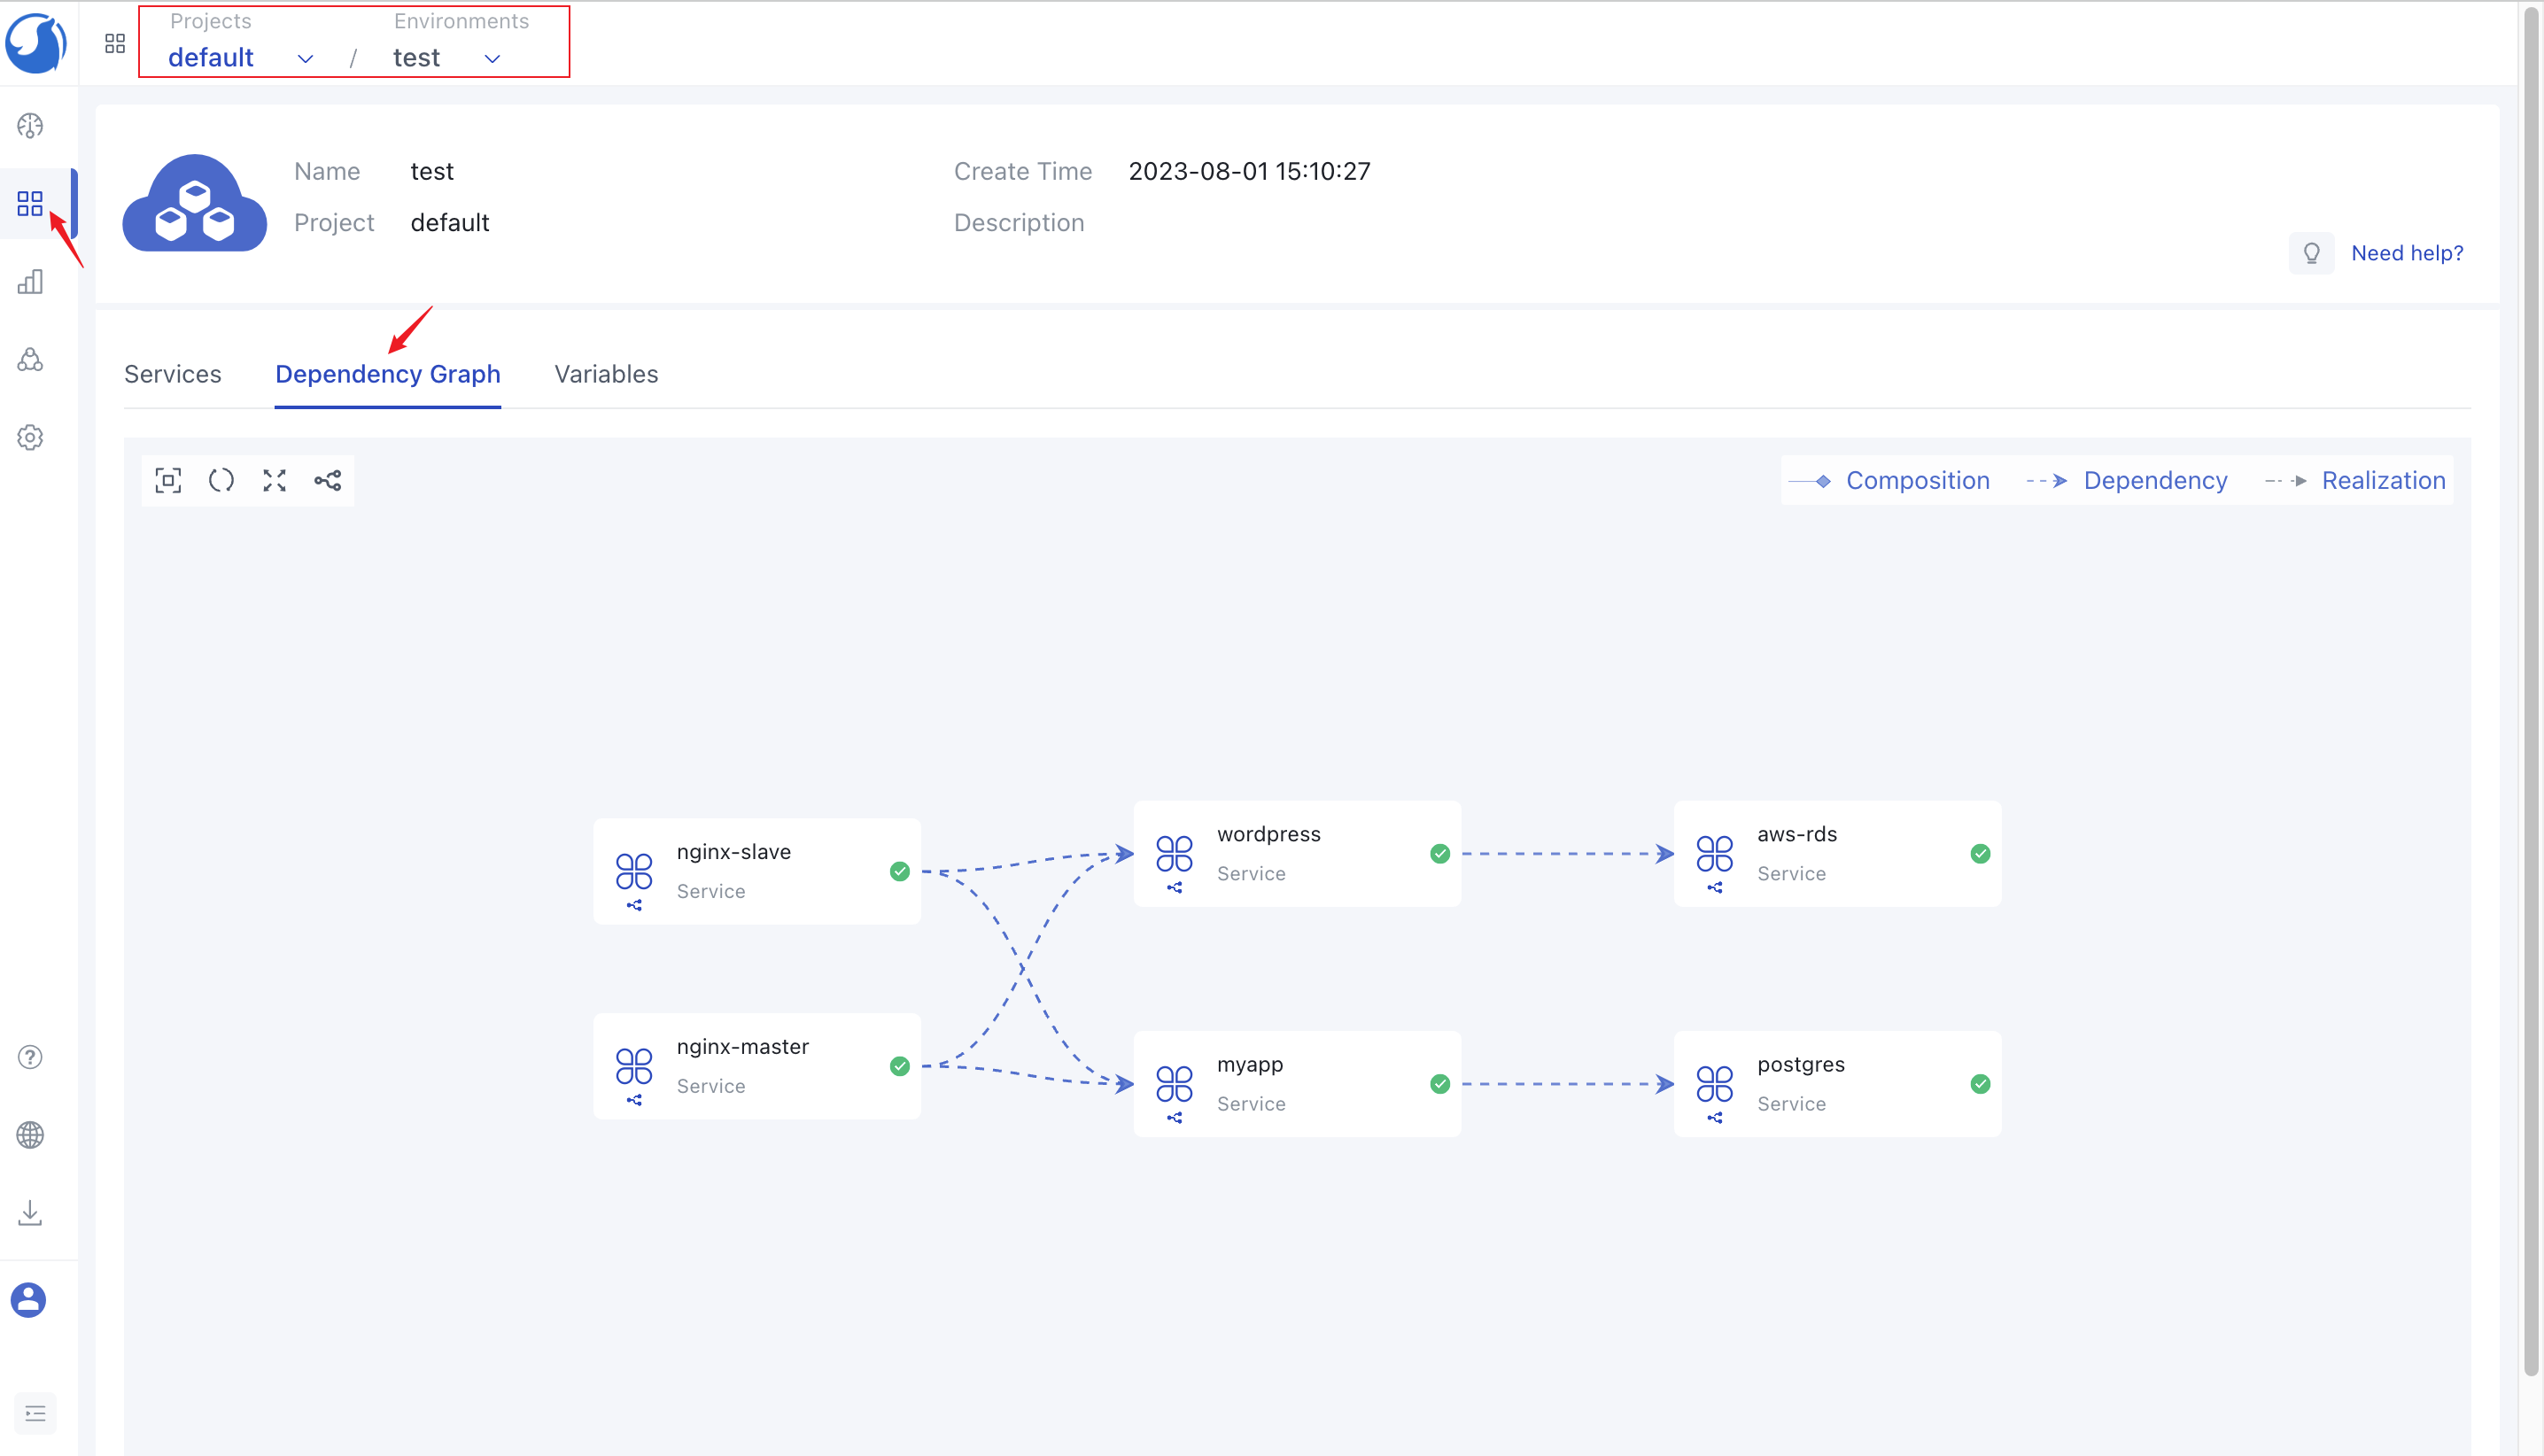 Projects Environments
default / test
Name test Create Time 2023-08-01 15:10:27
Project default Description
Need help?
Services Dependency Graph Variables
Composition Dependency Realization
nginx-slave
Service
wordpress
Service
aws-rds
Service
nginx-master
Service
myapp
Service
postgres
Service